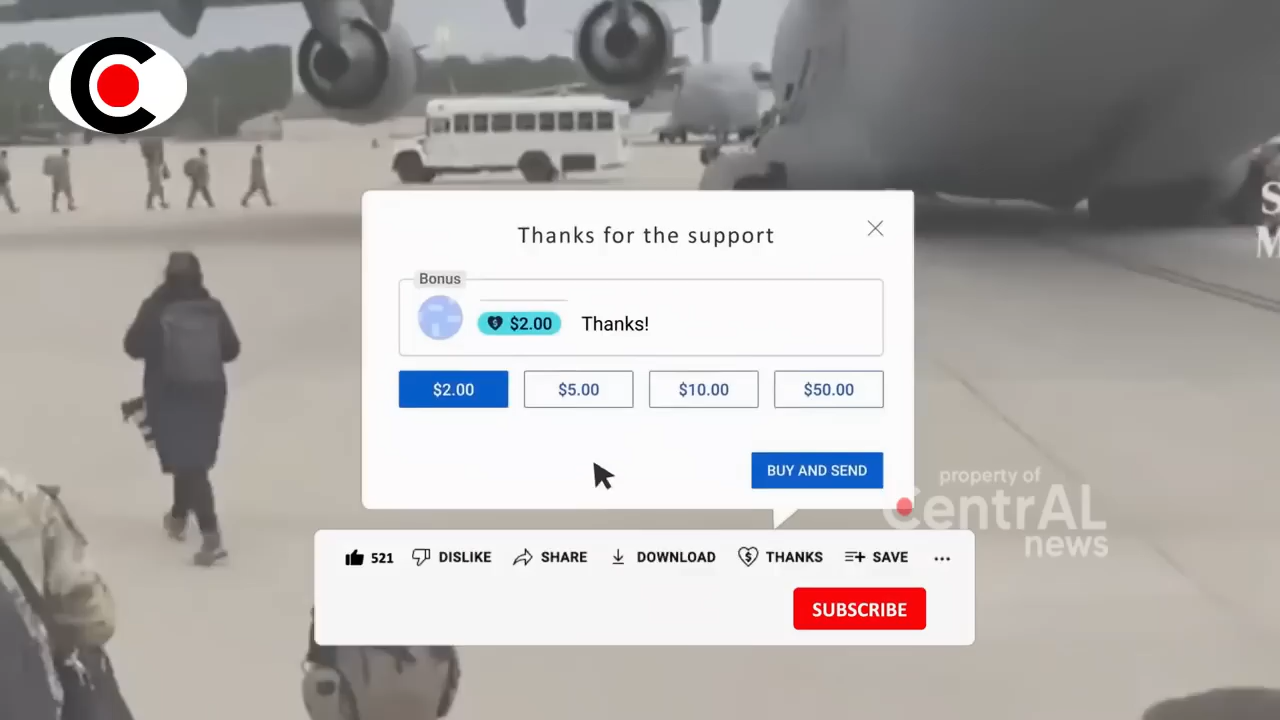 Thanks for the support
Bonus
$2.00 Thanks!
$2.00 $5.00 $10.00 $50.00
BUY AND SEND
property of
CentrAL
news
521 DISLIKE SHARE DOWNLOAD THANKS SAVE ...
SUBSCRIBE